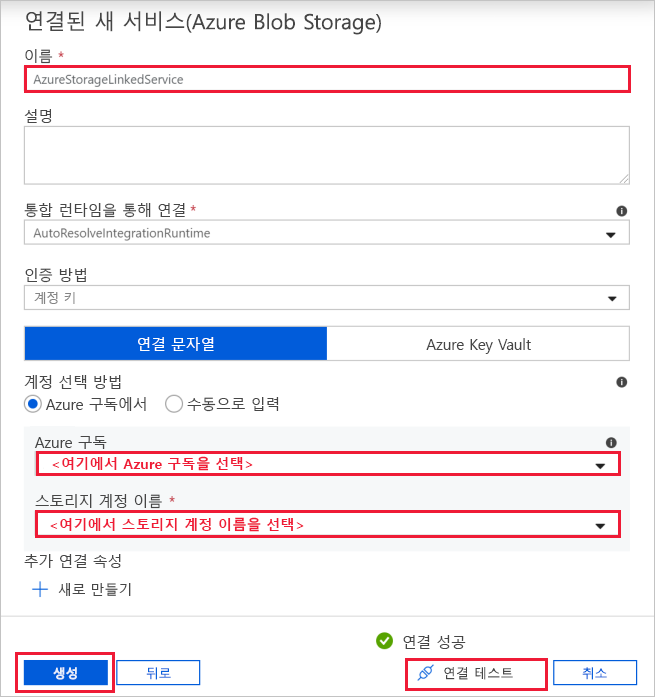 연결된 새 서비스(Azure Blob Storage)
이름 *
AzureStorageLinkedService
설명
통합 런타임을 통해 연결 *
AutoResolveIntegrationRuntime
인증 방법
계정 키
연결 문자열 Azure Key Vault
계정 선택 방법
Azure 구독에서 수동으로 입력
Azure 구독
<여기에서 Azure 구독을 선택>
스토리지 계정 이름 *
<여기에서 스토리지 계정 이름을 선택>
추가 연결 속성
새로 만들기
연결 성공
생성 뒤로 연결 테스트 취소